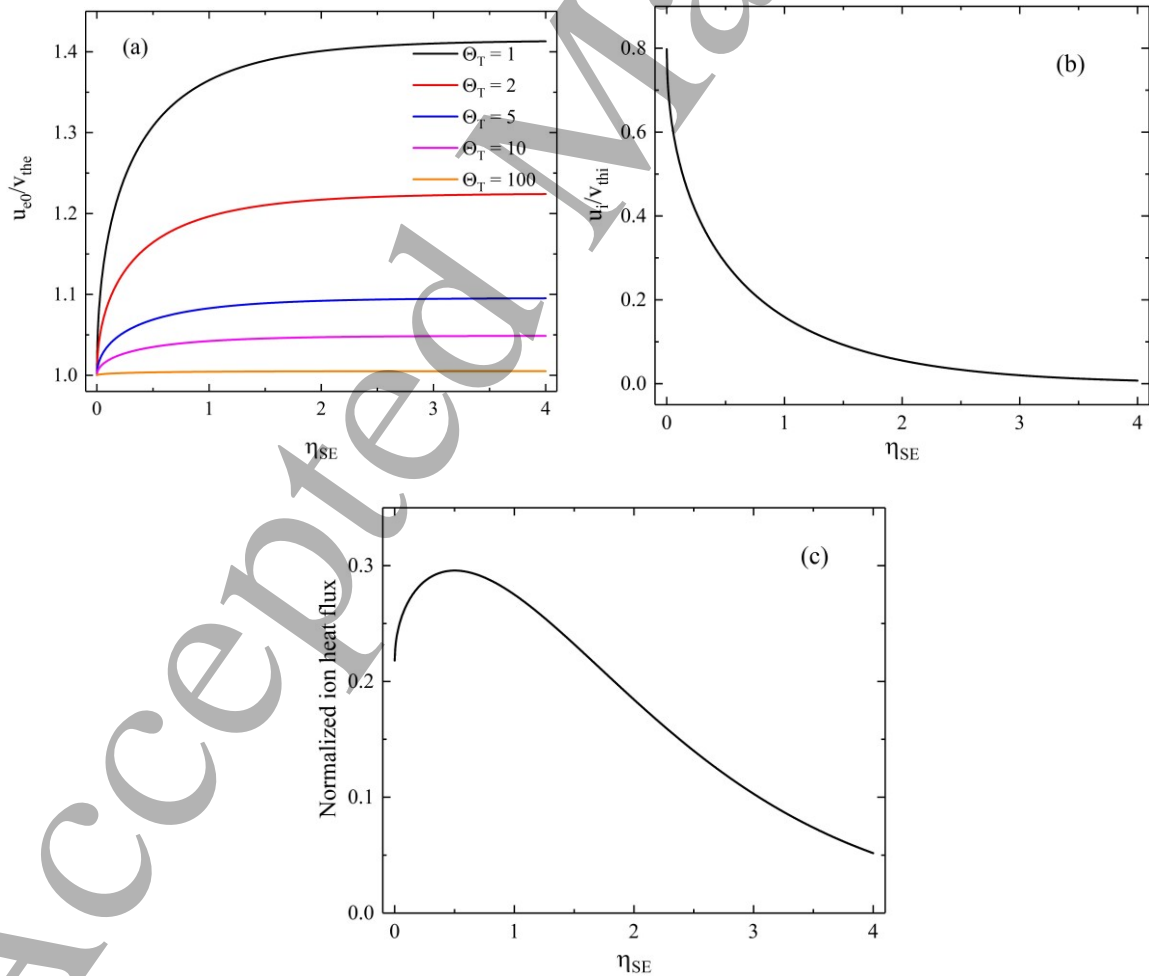 (a)
Θ_T = 1
Θ_T = 2
Θ_T = 5
Θ_T = 10
Θ_T = 100
u_e0/v_the
1.4
1.3
1.2
1.1
1.0
0 1 2 3 4
η_SE
(b)
u_i/v_thi
0.8
0.6
0.4
0.2
0.0
0 1 2 3 4
η_SE
(c)
Normalized ion heat flux
0.3
0.2
0.1
0.0
0 1 2 3 4
η_SE
Accepted Ma